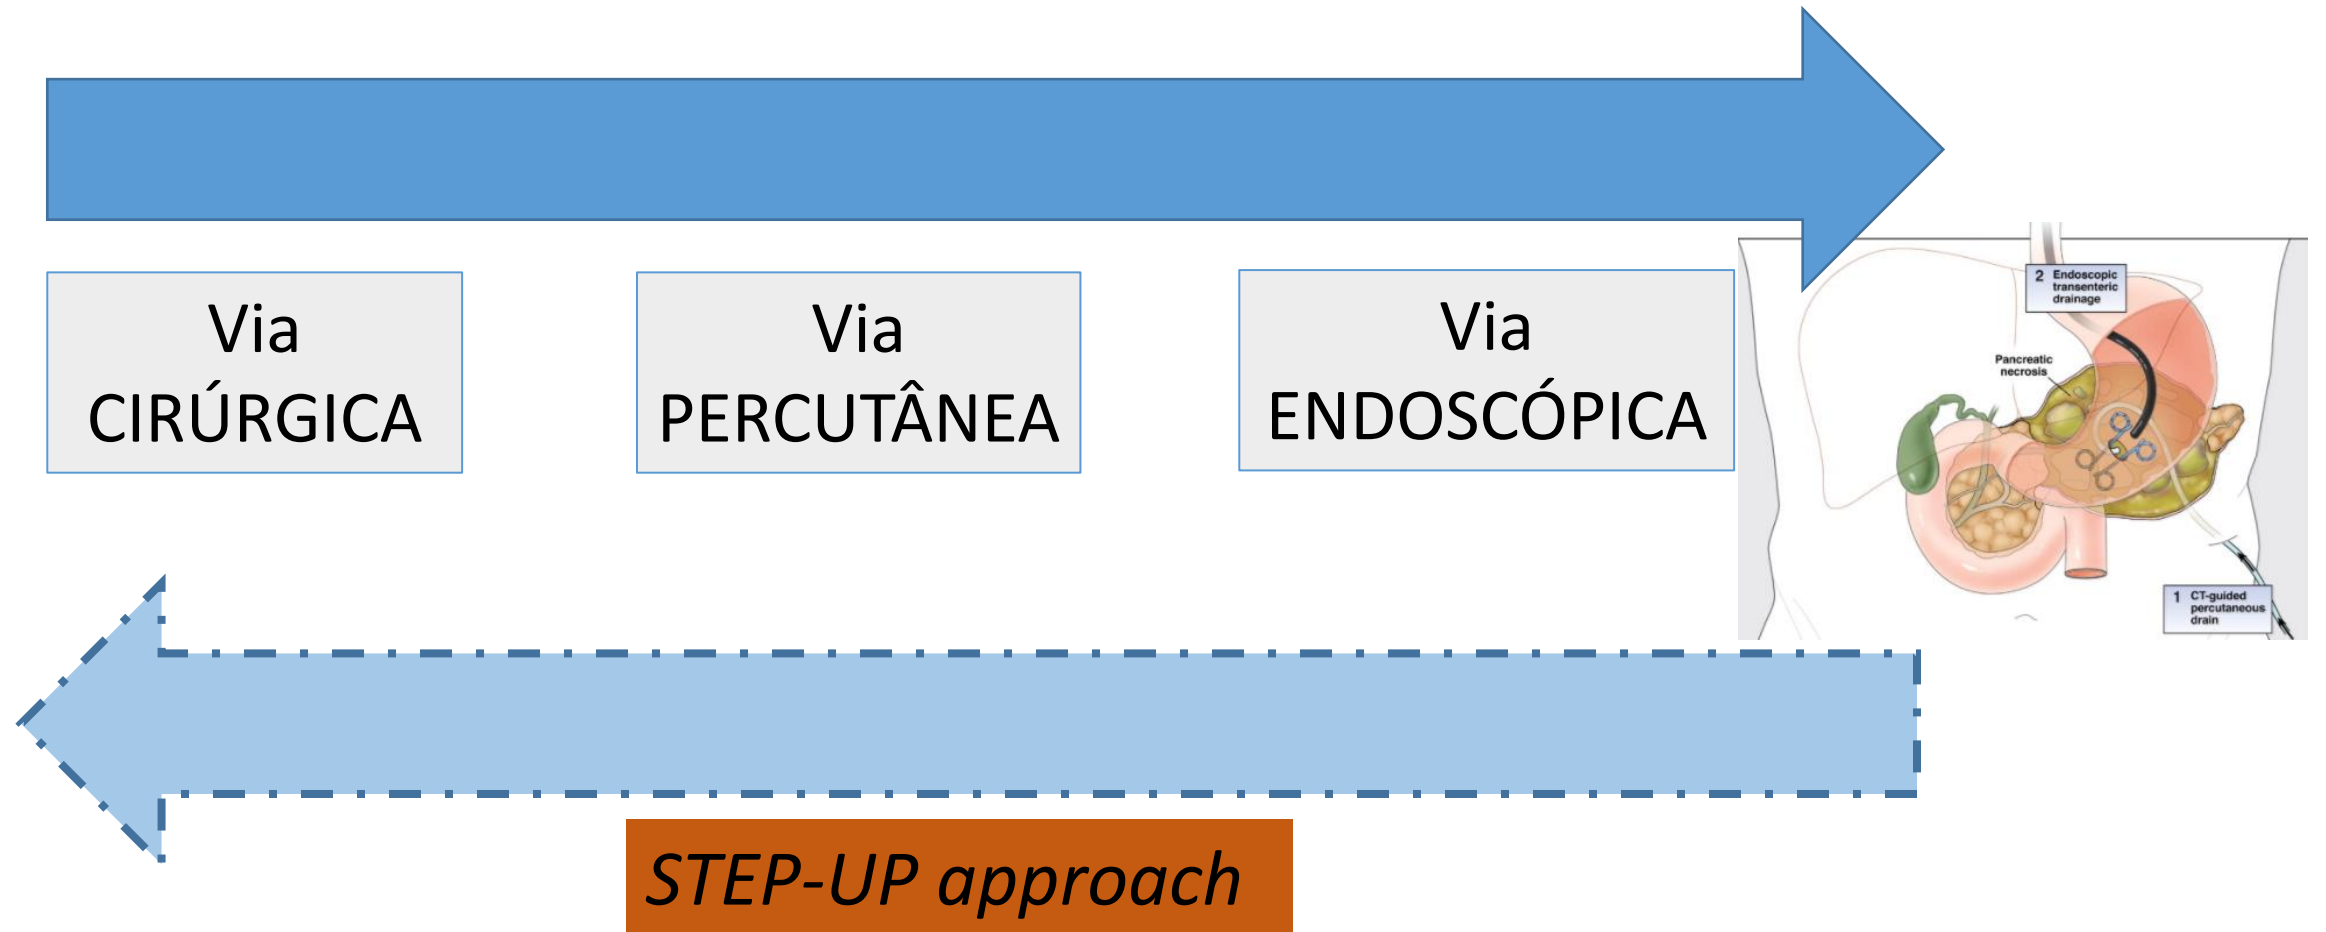 Via
CIRÚRGICA
Via
PERCUTÂNEA
Via
ENDOSCÓPICA
2 Endoscopic
transenteric
drainage
Pancreatic
necrosis
1 CT-guided
percutaneous
drain
STEP-UP approach